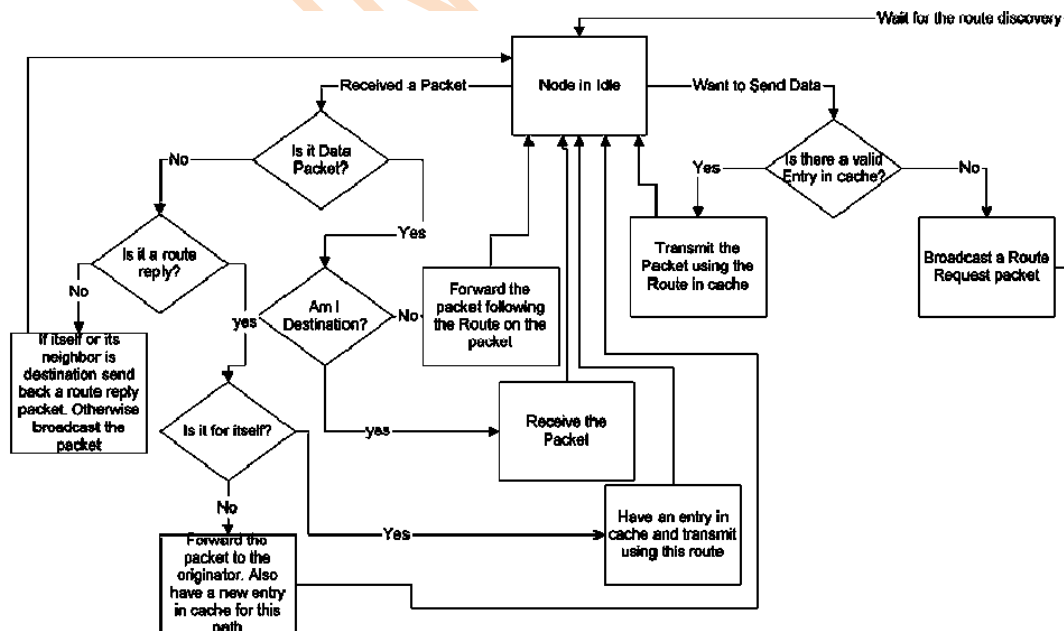 Wait for the route discovery
Received a Packet
Node in Idle
Want to Send Data
Is it Data
Packet?
No
Yes
Is there a valid
Entry in cache?
Yes
No
Is it a route
reply?
No
yes
Am I
Destination?
No
yes
Forward the
packet following
the Route on the
packet
Transmit the
Packet using the
Route in cache
Broadcast a Route
Request packet
If itself or its
neighbor is
destination send
back a route reply
packet. Otherwise
broadcast the
packet
Is it for itself?
No
Yes
Receive the
Packet
Have an entry in
cache and transmit
using this route
Forward the
packet to the
originator. Also
have a new entry
in cache for this
path